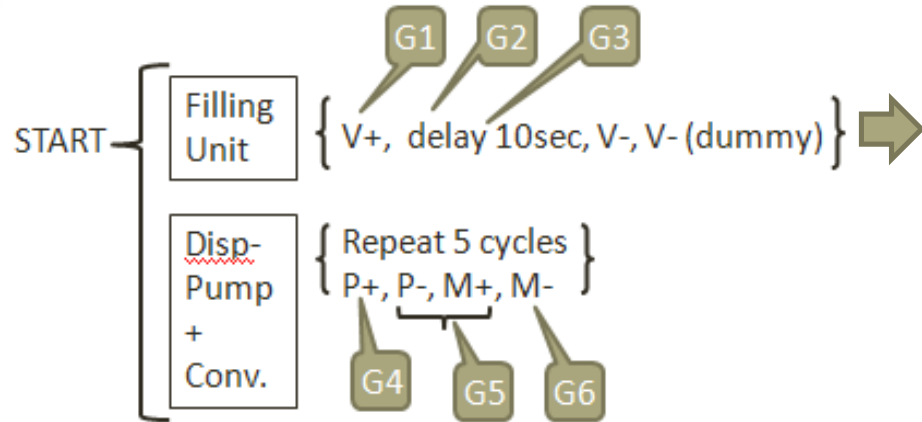 G1 G2 G3
START
Filling
Unit
{ V+, delay 10sec, V-, V- (dummy) }
Disp-
Pump
+
Conv.
{ Repeat 5 cycles
P+, P-, M+, M- }
G4 G5 G6